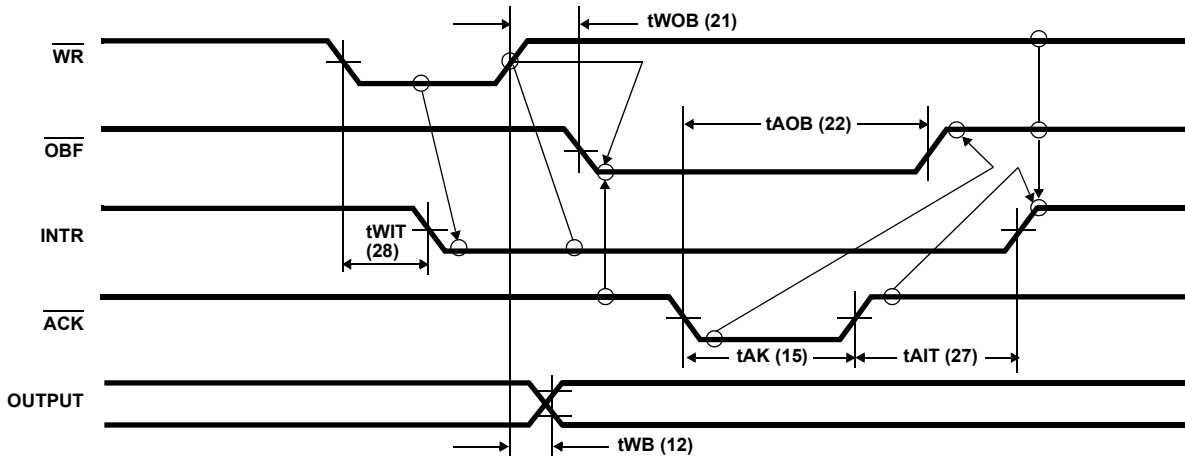 tWOB (21)
WR
tAOB (22)
OBF
INTR
tWIT
(28)
ACK
tAK (15)
tAIT (27)
OUTPUT
tWB (12)